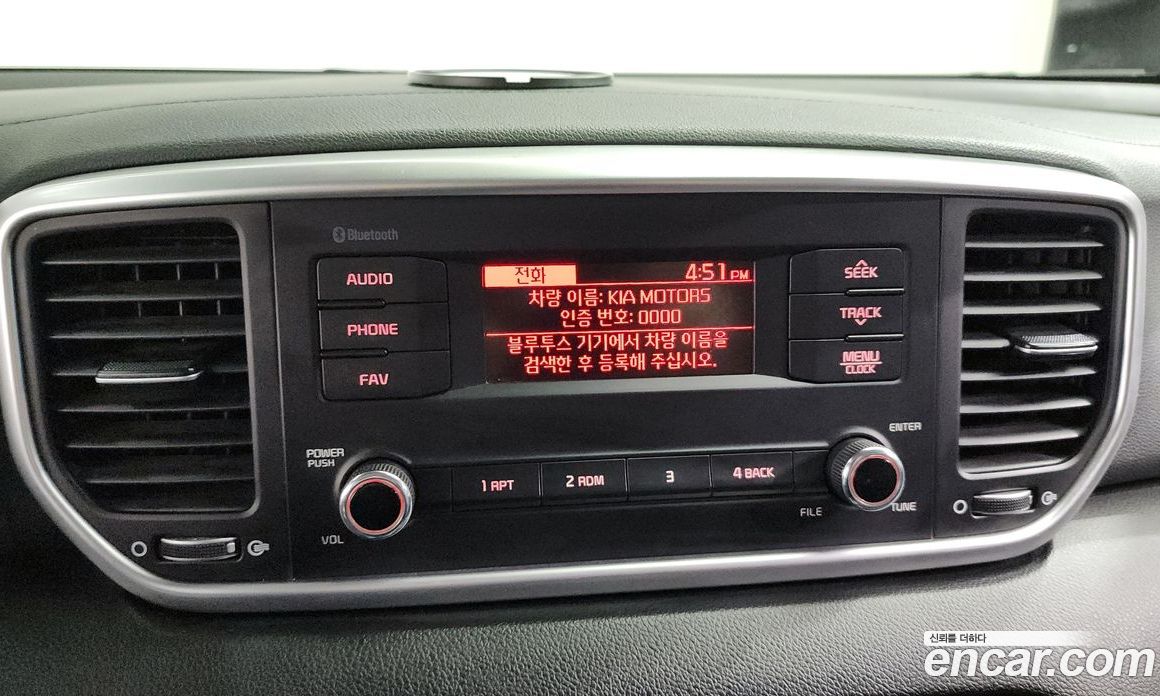 Bluetooth
AUDIO
PHONE
FAV
전화 4:51 PM
차량 이름: KIA MOTORS
인증 번호: 0000
블루투스 기기에서 차량 이름을
검색한 후 등록해 주십시오.
SEEK
TRACK
MENU
CLOCK
POWER
PUSH
VOL
1 RPT
2 RDM
3
4 BACK
ENTER
FILE
TUNE
신뢰를 더하다
encar.com